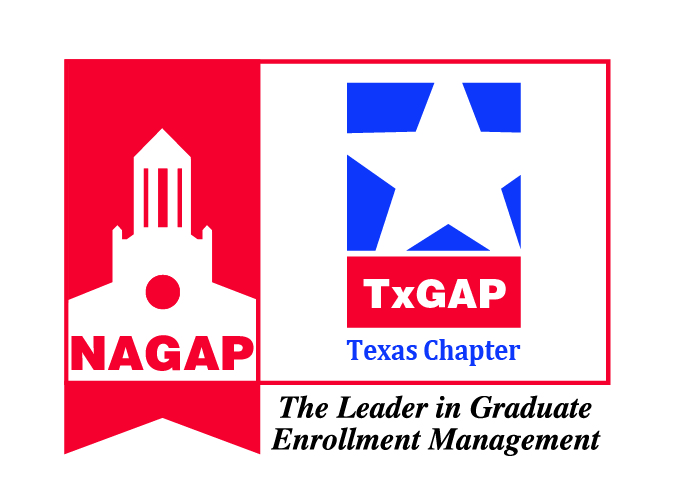 NAGAP
TxGAP
Texas Chapter
The Leader in Graduate
Enrollment Management